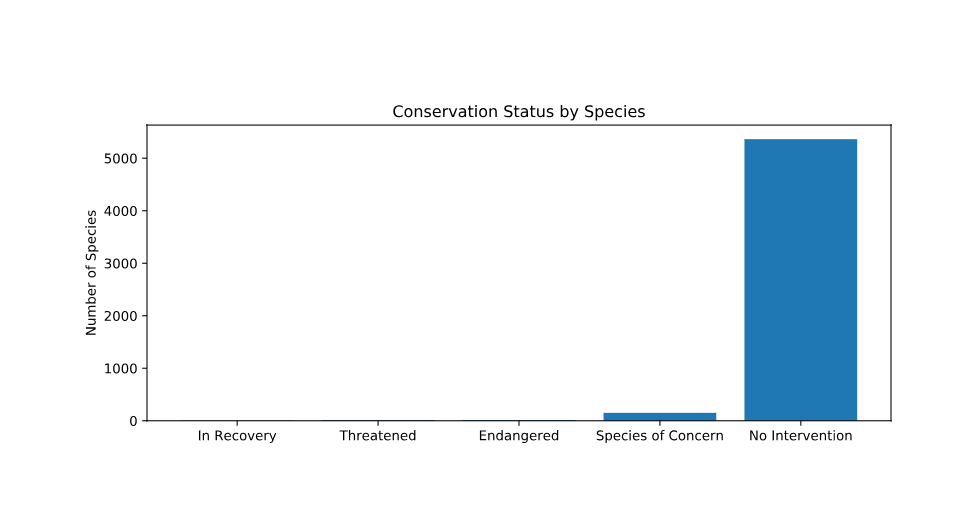 Conservation Status by Species
Number of Species
5000
4000
3000
2000
1000
0
In Recovery
Threatened
Endangered
Species of Concern
No Intervention